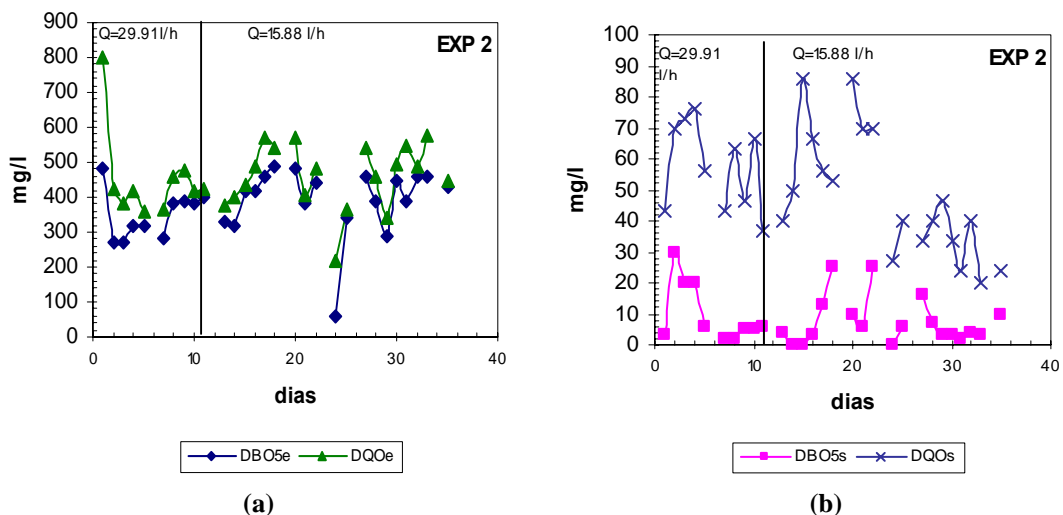 900
800
700
600
500
400
300
200
100
0
mg/l
Q=29.91 l/h
Q=15.88 l/h
EXP 2
0
10
20
30
40
dias
DBO5e
DQOe
(a)
100
90
80
70
60
50
40
30
20
10
0
mg/l
Q=29.91
l/h
Q=15.88 l/h
EXP 2
0
10
20
30
40
dias
DBO5s
DQOs
(b)